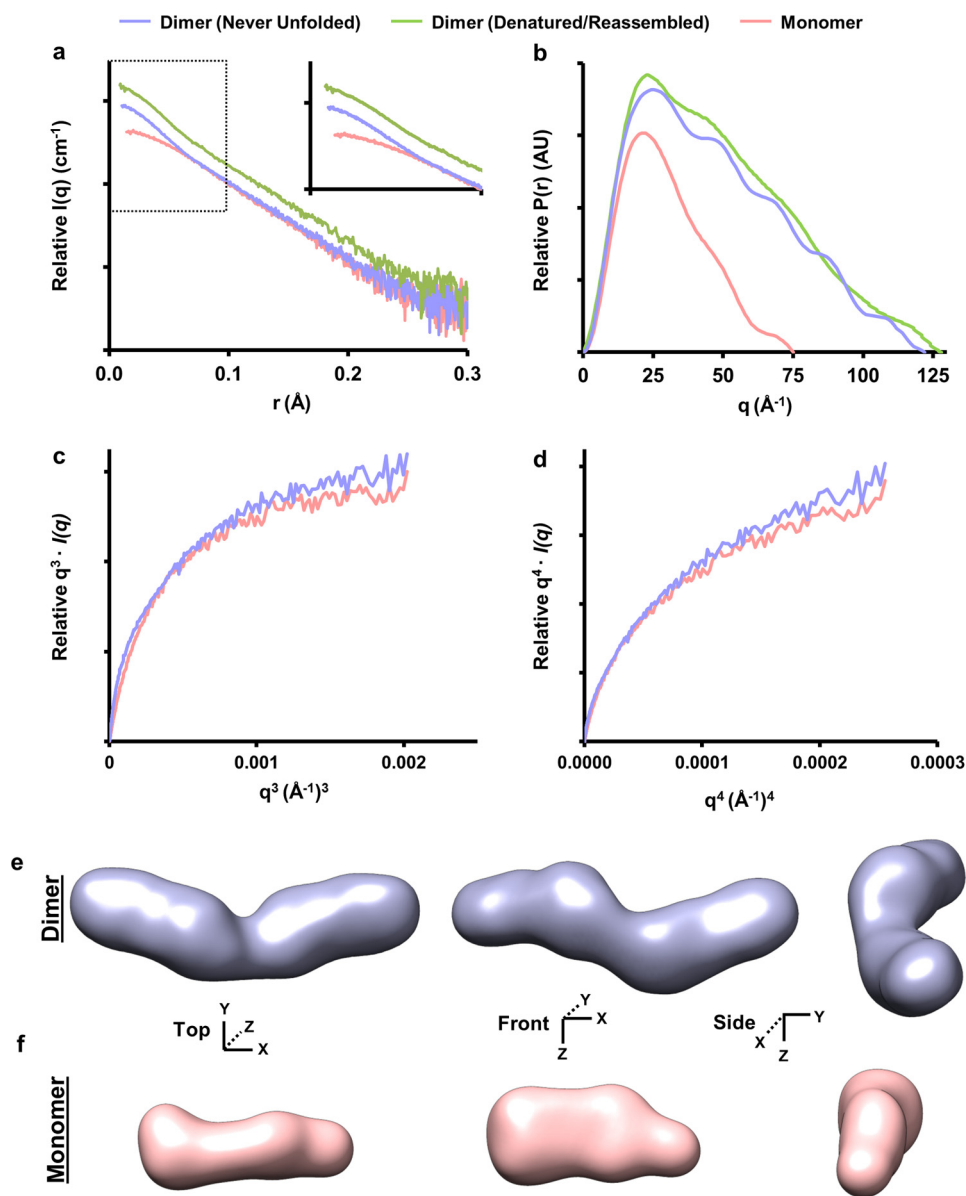 Dimer (Never Unfolded) Dimer (Denatured/Reassembled) Monomer
a
Relative I(q) (cm⁻¹)
0.0 0.1 0.2 0.3
r (Å)
b
Relative P(r) (AU)
0 25 50 75 100 125
q (Å⁻¹)
c
Relative q³ · I(q)
0 0.001 0.002
q³ (Å⁻¹)³
d
Relative q⁴ · I(q)
0.0000 0.0001 0.0002 0.0003
q⁴ (Å⁻¹)⁴
e
Dimer
Top Y Z X
Front Y X Z
Side Y X Z
f
Monomer